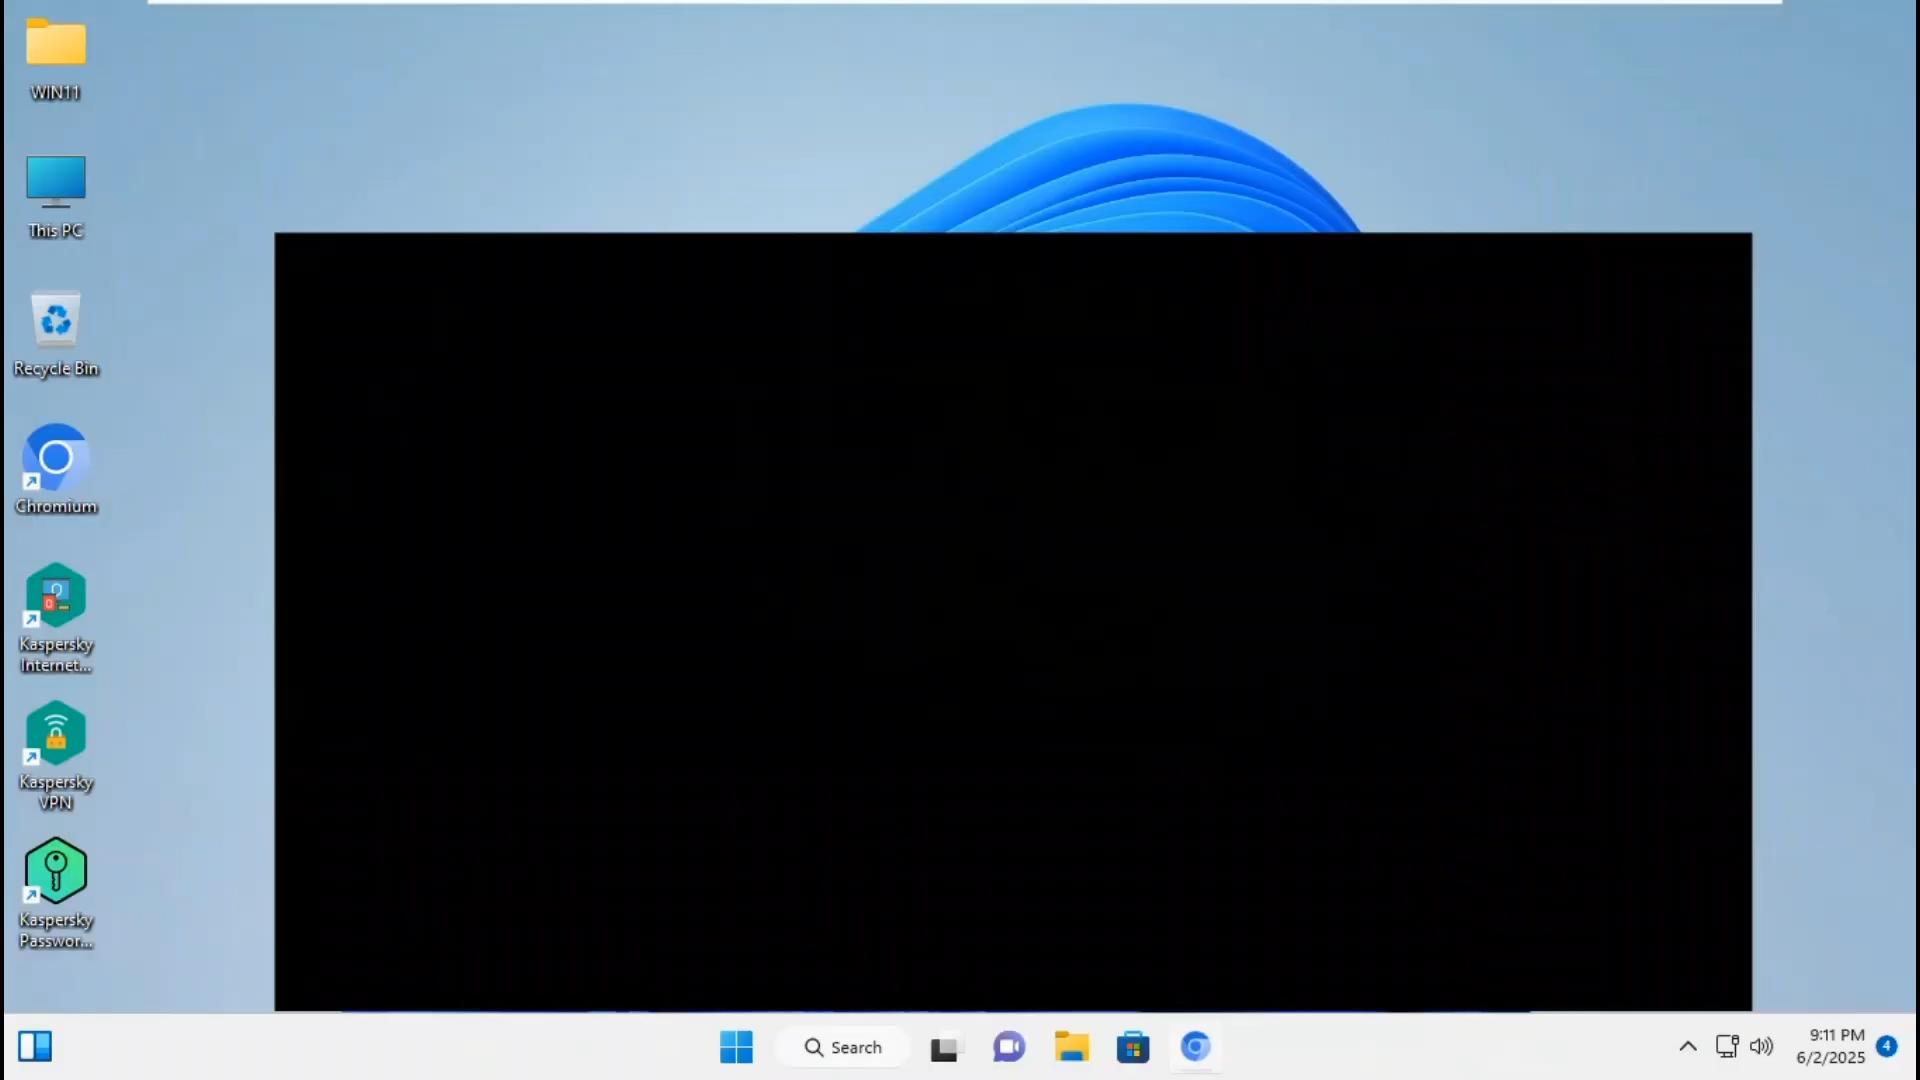 WIN11
This PC
Recycle Bin
Chromium
Kaspersky
Internet...
Kaspersky
VPN
Kaspersky
Passwor...
Search
9:11 PM
6/2/2025
4